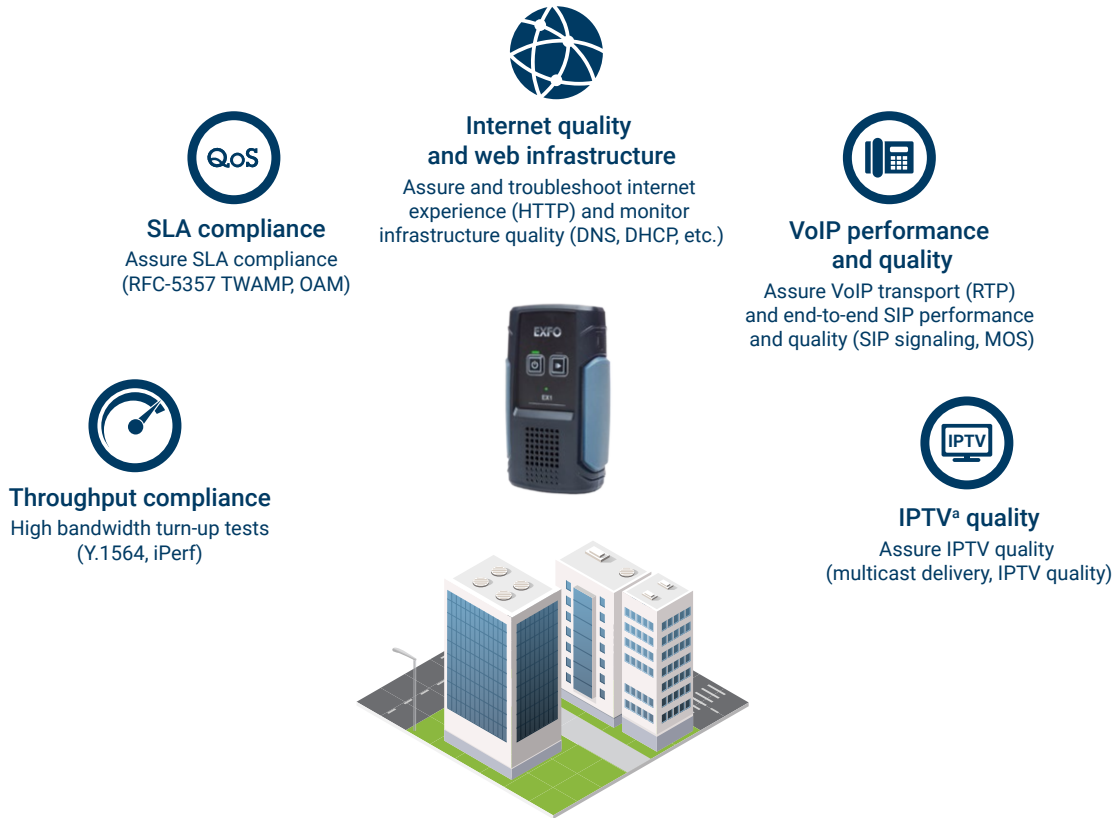 Internet quality
and web infrastructure
Assure and troubleshoot internet
experience (HTTP) and monitor
infrastructure quality (DNS, DHCP, etc.)
QoS
SLA compliance
Assure SLA compliance
(RFC-5357 TWAMP, OAM)
VoIP performance
and quality
Assure VoIP transport (RTP)
and end-to-end SIP performance
and quality (SIP signaling, MOS)
EXFO
EX1
Throughput compliance
High bandwidth turn-up tests
(Y.1564, iPerf)
IPTV
IPTVᵃ quality
Assure IPTV quality
(multicast delivery, IPTV quality)